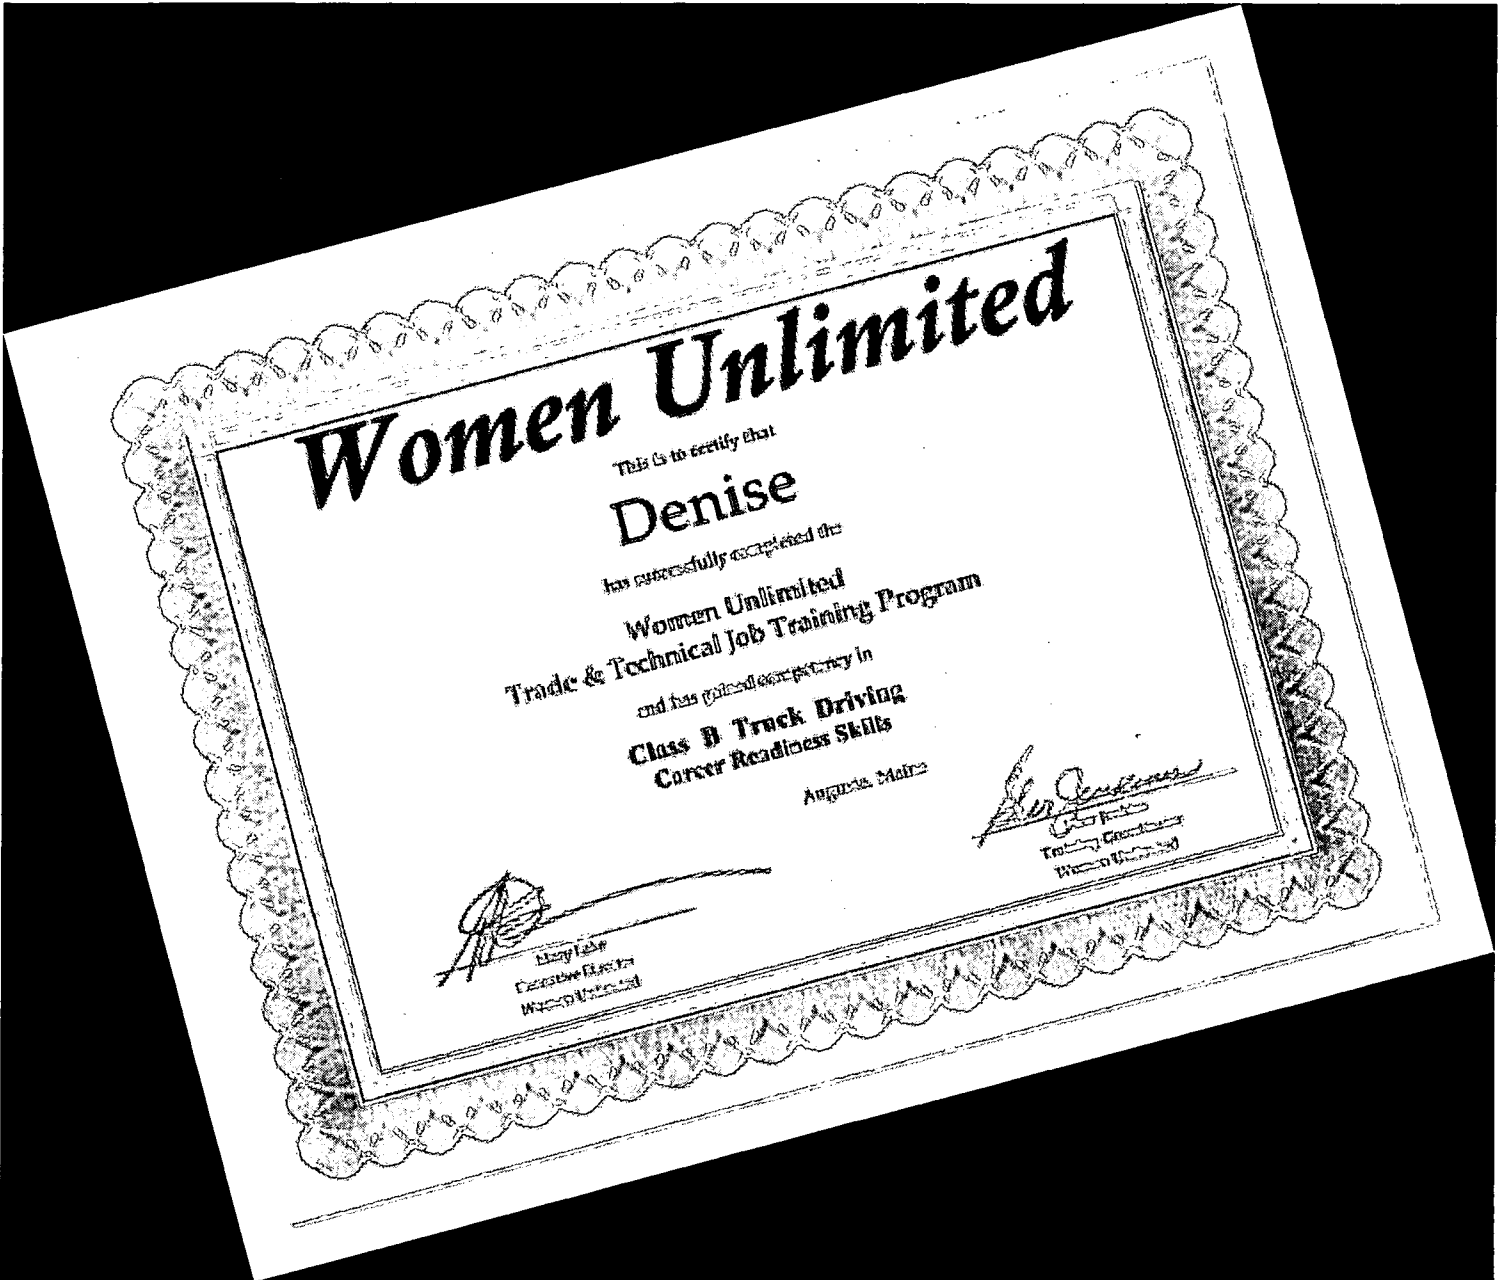 Women Unlimited
This is to certify that
Denise
has successfully completed the
Women Unlimited
Trade & Technical Job Training Program
and has gained competency in
Class B Truck Driving
Career Readiness Skills
Augusta, Maine
Training Coordinator
Women Unlimited
Executive Director
Women Unlimited